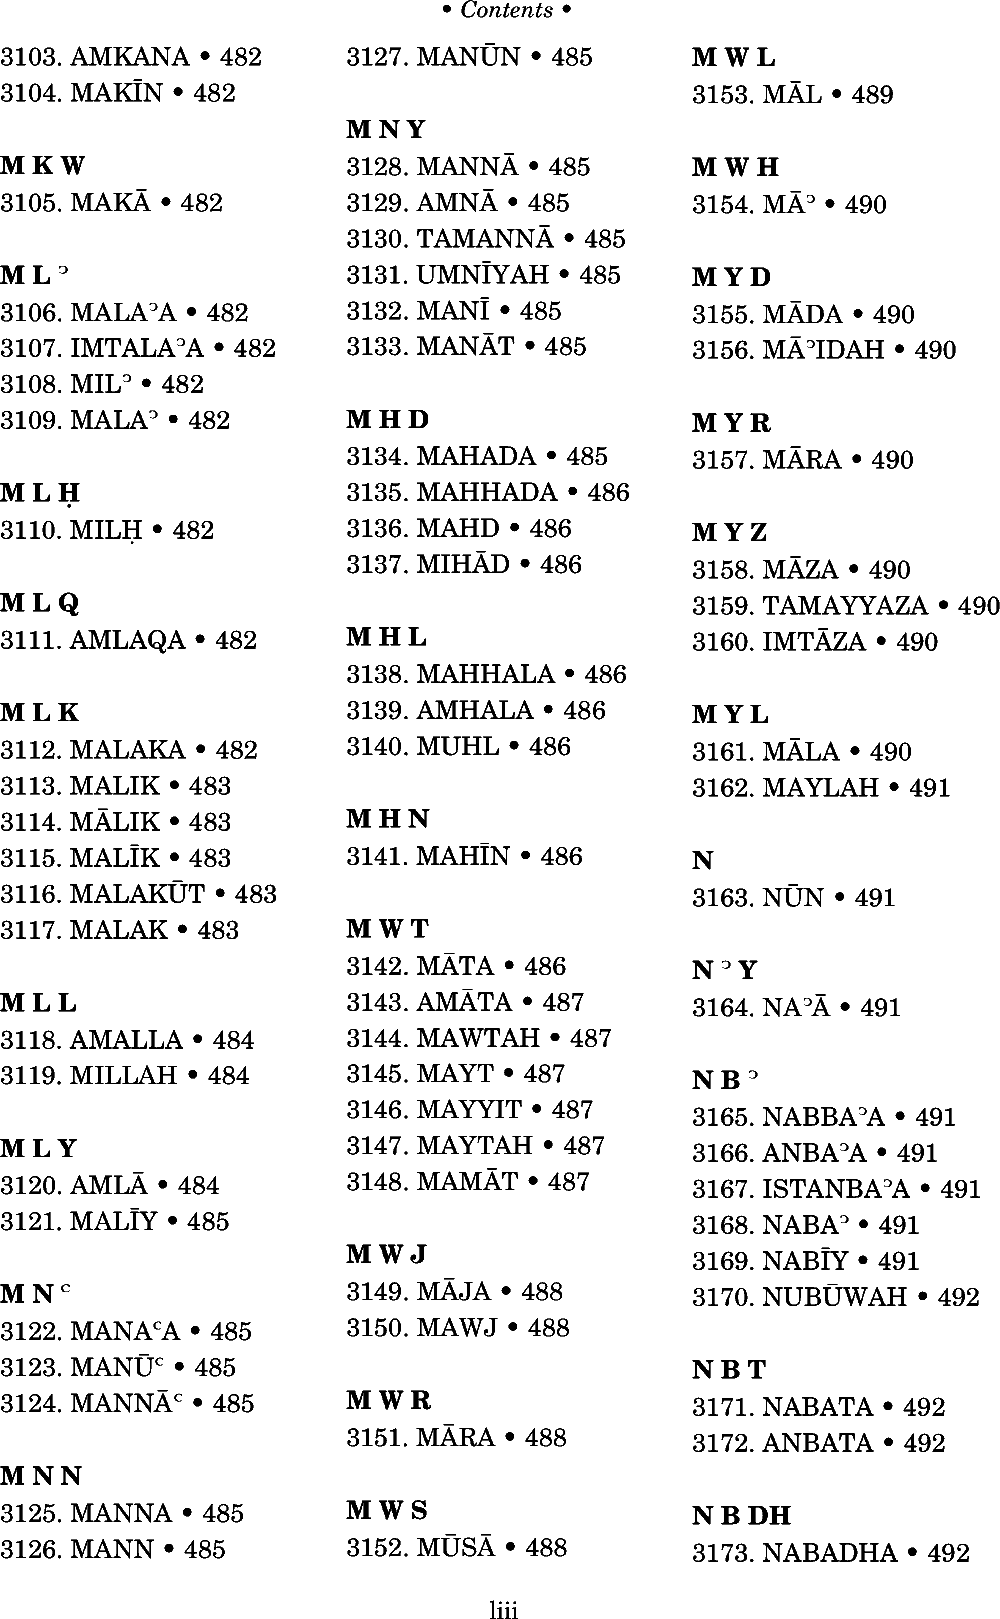 • Contents •
3103. AMKANA • 482
3104. MAKĪN • 482
M K W
3105. MAKĀ • 482
M L ᵓ
3106. MALAᵓA • 482
3107. IMTALAᵓA • 482
3108. MILᵓ • 482
3109. MALAᵓ • 482
M L Ḥ
3110. MILḤ • 482
M L Q
3111. AMLAQA • 482
M L K
3112. MALAKA • 482
3113. MALIK • 483
3114. MĀLIK • 483
3115. MALĪK • 483
3116. MALAKŪT • 483
3117. MALAK • 483
M L L
3118. AMALLA • 484
3119. MILLAH • 484
M L Y
3120. AMLĀ • 484
3121. MALĪY • 485
M N ᶜ
3122. MANAᶜA • 485
3123. MANŪᶜ • 485
3124. MANNĀᶜ • 485
M N N
3125. MANNA • 485
3126. MANN • 485
3127. MANŪN • 485
M N Y
3128. MANNĀ • 485
3129. AMNĀ • 485
3130. TAMANNĀ • 485
3131. UMNĪYAH • 485
3132. MANĪ • 485
3133. MANĀT • 485
M H D
3134. MAHADA • 485
3135. MAHHADA • 486
3136. MAHD • 486
3137. MIHĀD • 486
M H L
3138. MAHHALA • 486
3139. AMHALA • 486
3140. MUHL • 486
M H N
3141. MAHĪN • 486
M W T
3142. MĀTA • 486
3143. AMĀTA • 487
3144. MAWTAH • 487
3145. MAYT • 487
3146. MAYYIT • 487
3147. MAYTAH • 487
3148. MAMĀT • 487
M W J
3149. MĀJA • 488
3150. MAWJ • 488
M W R
3151. MĀRA • 488
M W S
3152. MŪSĀ • 488
M W L
3153. MĀL • 489
M W H
3154. MĀᵓ • 490
M Y D
3155. MĀDA • 490
3156. MĀᵓIDAH • 490
M Y R
3157. MĀRA • 490
M Y Z
3158. MĀZA • 490
3159. TAMAYYAZA • 490
3160. IMTĀZA • 490
M Y L
3161. MĀLA • 490
3162. MAYLAH • 491
N
3163. NŪN • 491
N ᵓ Y
3164. NAᵓĀ • 491
N B ᵓ
3165. NABBAᵓA • 491
3166. ANBAᵓA • 491
3167. ISTANBAᵓA • 491
3168. NABAᵓ • 491
3169. NABĪY • 491
3170. NUBŪWAH • 492
N B T
3171. NABATA • 492
3172. ANBATA • 492
N B DH
3173. NABADHA • 492
liii